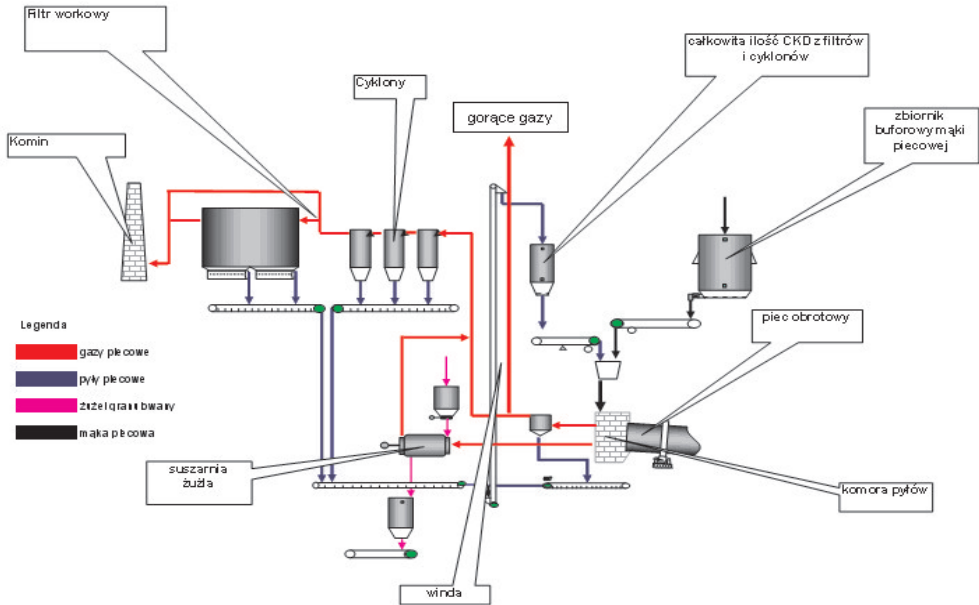 Filtr workowy
całkowita ilość CKD z filtrów
i cyklonów
Cyklony
gorące gazy
zbiornik
buforowy mąki
piecowej
Komin
piec obrotowy
Legenda
gazy piecowe
pyły piecowe
żużel granulowany
mąka piecowa
suszarnia
żużla
komora pyłów
winda